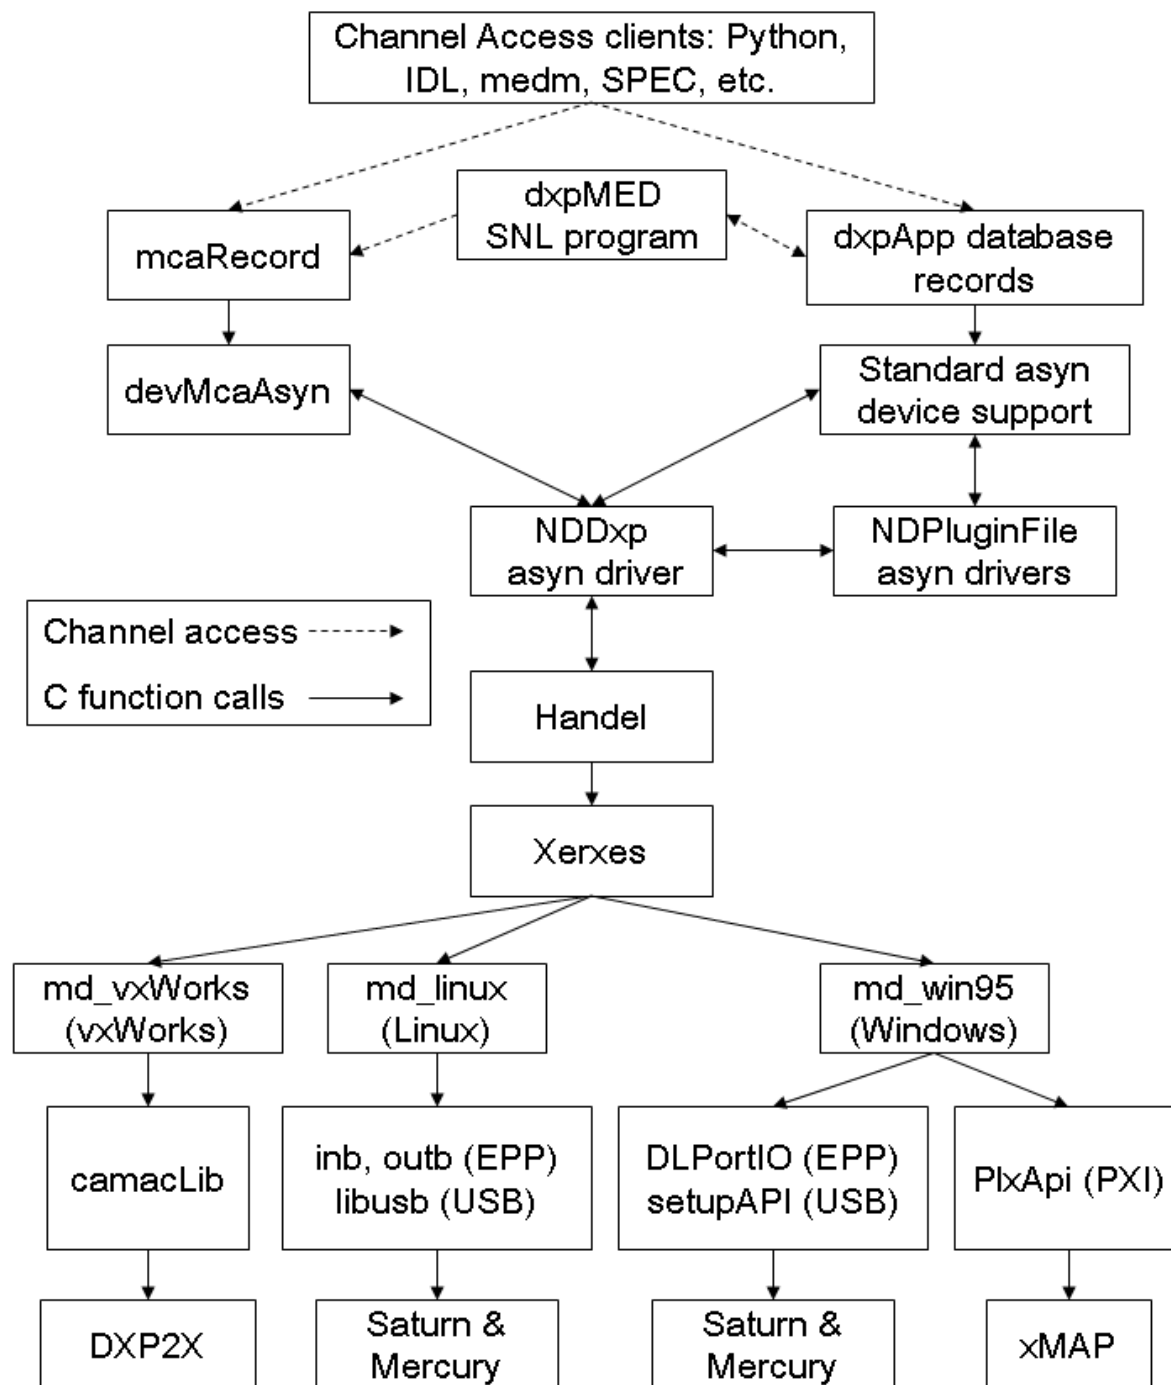 Channel Access clients: Python,
IDL, medm, SPEC, etc.
dxpMED
SNL program
mcaRecord
dxpApp database
records
devMcaAsyn
Standard asyn
device support
NDDxp
asyn driver
NDPluginFile
asyn drivers
Channel access
C function calls
Handel
Xerxes
md_vxWorks
(vxWorks)
md_linux
(Linux)
md_win95
(Windows)
camacLib
inb, outb (EPP)
libusb (USB)
DLPortIO (EPP)
setupAPI (USB)
PlxApi (PXI)
DXP2X
Saturn &
Mercury
Saturn &
Mercury
xMAP